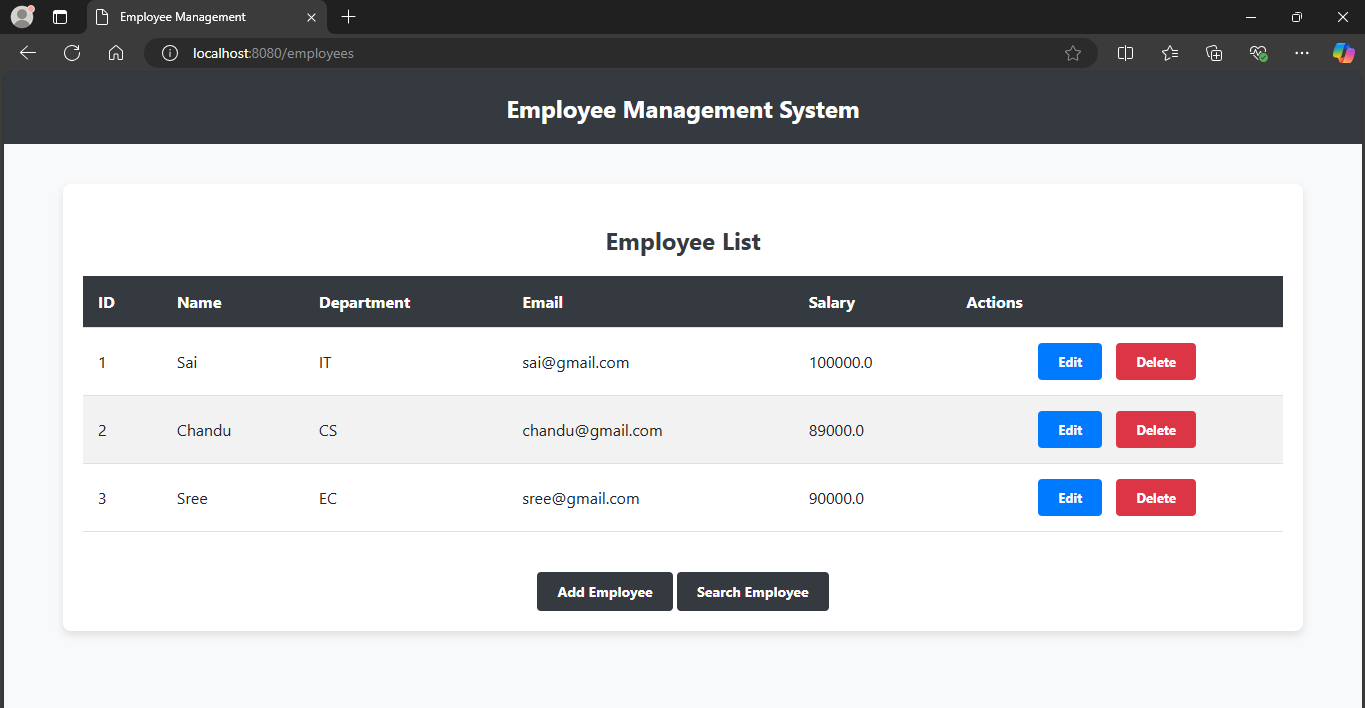 Employee Management
localhost:8080/employees
Employee Management System
Employee List
ID Name Department Email Salary Actions
1 Sai IT sai@gmail.com 100000.0 Edit Delete
2 Chandu CS chandu@gmail.com 89000.0 Edit Delete
3 Sree EC sree@gmail.com 90000.0 Edit Delete
Add Employee Search Employee